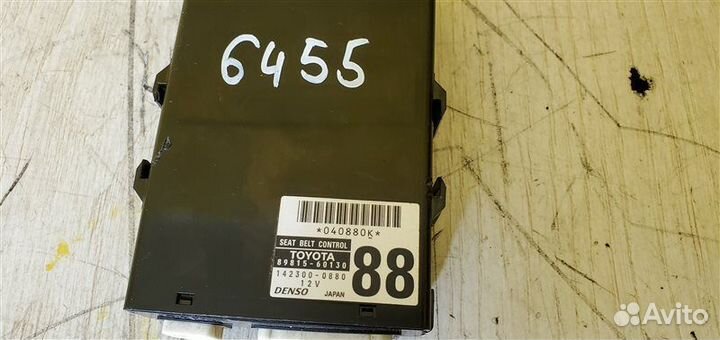 6455
*040880K*
SEAT BELT CONTROL
TOYOTA
89815-60130
88
142300-0880
12V
DENSO JAPAN
Avito